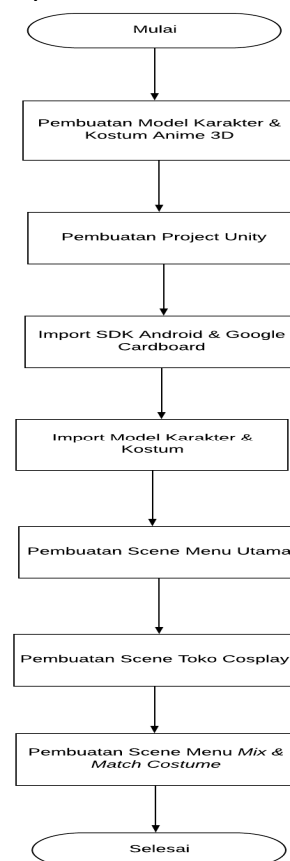 Mulai
Pembuatan Model Karakter &
Kostum Anime 3D
Pembuatan Project Unity
Import SDK Android & Google
Cardboard
Import Model Karakter &
Kostum
Pembuatan Scene Menu Utama
Pembuatan Scene Toko Cosplay
Pembuatan Scene Menu Mix &
Match Costume
Selesai